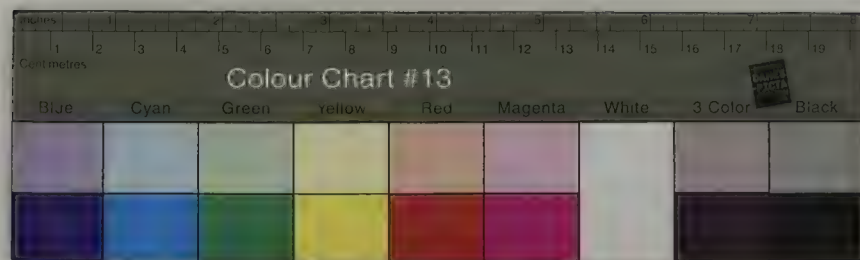 Inches 1 2 3 4 5 6 7 8
1 2 3 4 5 6 7 8 9 10 11 12 13 14 15 16 17 18 19
Centimetres
Colour Chart #13
Blue Cyan Green Yellow Red Magenta White 3 Color Black